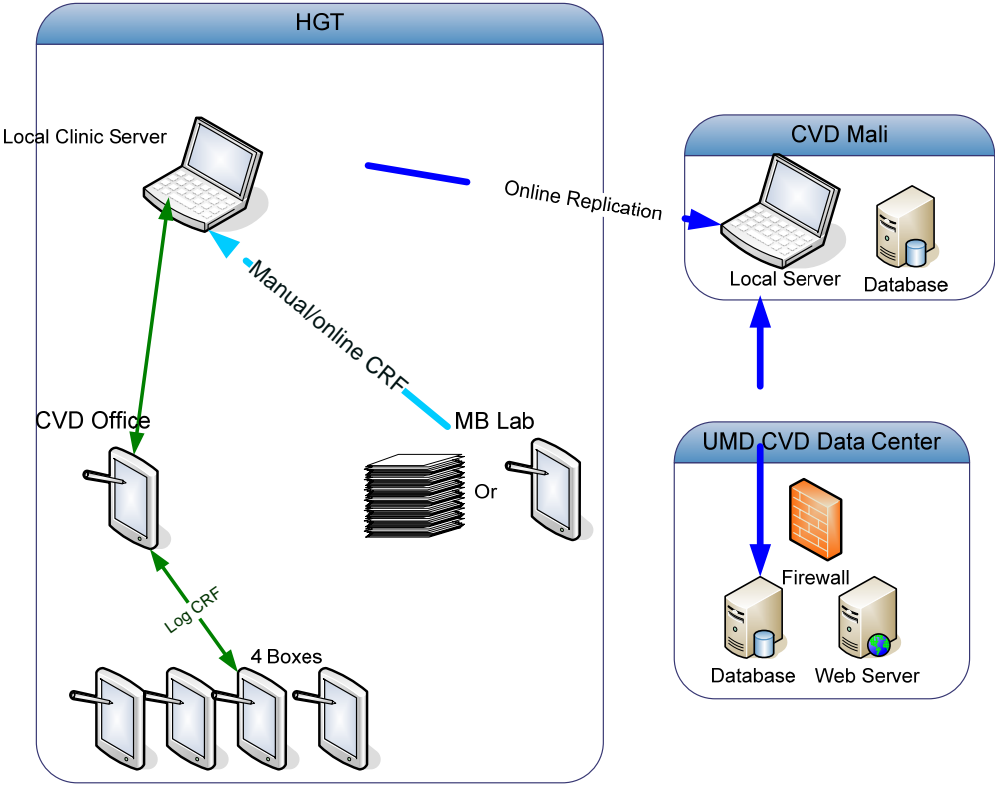 HGT
Local Clinic Server
Online Replication
Manual/online CRF
CVD Office
MB Lab
Or
Log CRF
4 Boxes
CVD Mali
Local Server
Database
UMD CVD Data Center
Firewall
Database
Web Server